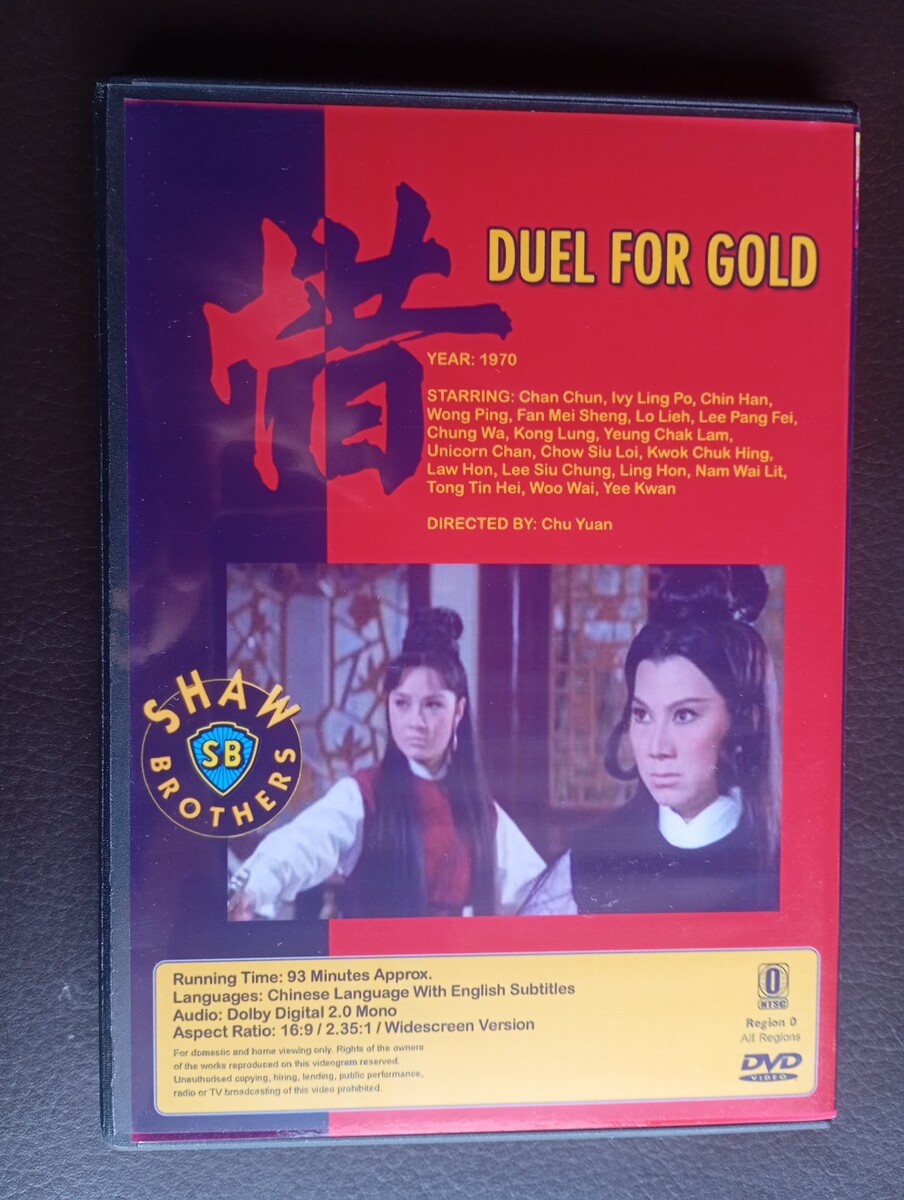 惜
DUEL FOR GOLD
YEAR: 1970
STARRING: Chan Chun, Ivy Ling Po, Chin Han,
Wong Ping, Fan Mei Sheng, Lo Lieh, Lee Pang Fei,
Chung Wa, Kong Lung, Yeung Chak Lam,
Unicorn Chan, Chow Siu Loi, Kwok Chuk Hing,
Law Hon, Lee Siu Chung, Ling Hon, Nam Wai Lit,
Tong Tin Hei, Woo Wai, Yee Kwan
DIRECTED BY: Chu Yuan
SHAW
SB
BROTHERS
Running Time: 93 Minutes Approx.
Languages: Chinese Language With English Subtitles
Audio: Dolby Digital 2.0 Mono
Aspect Ratio: 16:9 / 2.35:1 / Widescreen Version
For domestic and home viewing only. Rights of the owners
of the works reproduced on this videogram reserved.
Unauthorised copying, hiring, lending, public performance,
radio or TV broadcasting of this video prohibited.
0
NTSC
Region 0
All Regions
DVD
VIDEO